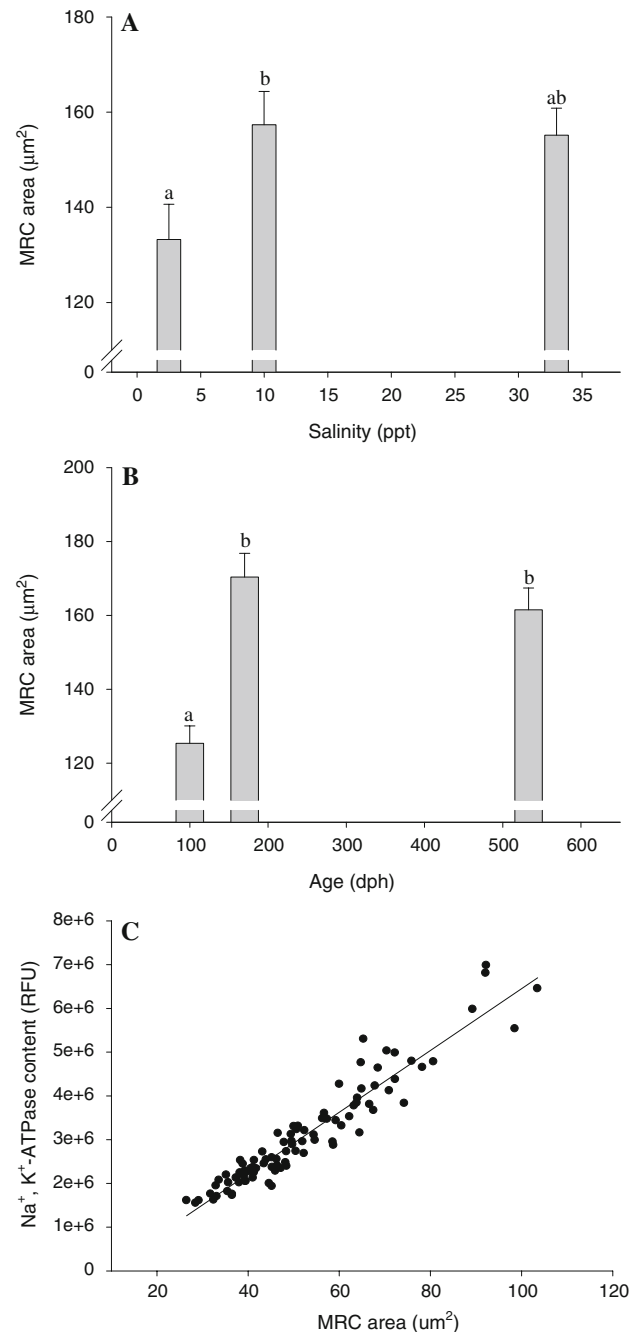 A
180
160
140
120
0
MRC area (μm²)
a
b
ab
0 5 10 15 20 25 30 35
Salinity (ppt)
B
200
180
160
140
120
0
MRC area (μm²)
a
b
b
0 100 200 300 400 500 600
Age (dph)
C
8e+6
7e+6
6e+6
5e+6
4e+6
3e+6
2e+6
1e+6
0
Na⁺, K⁺-ATPase content (RFU)
20 40 60 80 100 120
MRC area (um²)